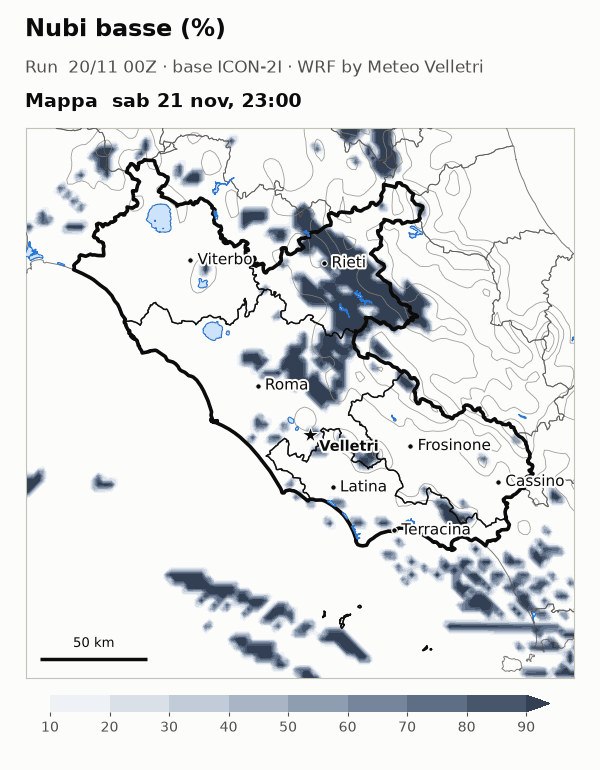 Nubi basse (%)
Run  20/11 00Z · base ICON-2I · WRF by Meteo Velletri
Mappa  sab 21 nov, 23:00
Viterbo
Rieti
Roma
Velletri
Frosinone
Latina
Cassino
Terracina
50 km
10 20 30 40 50 60 70 80 90